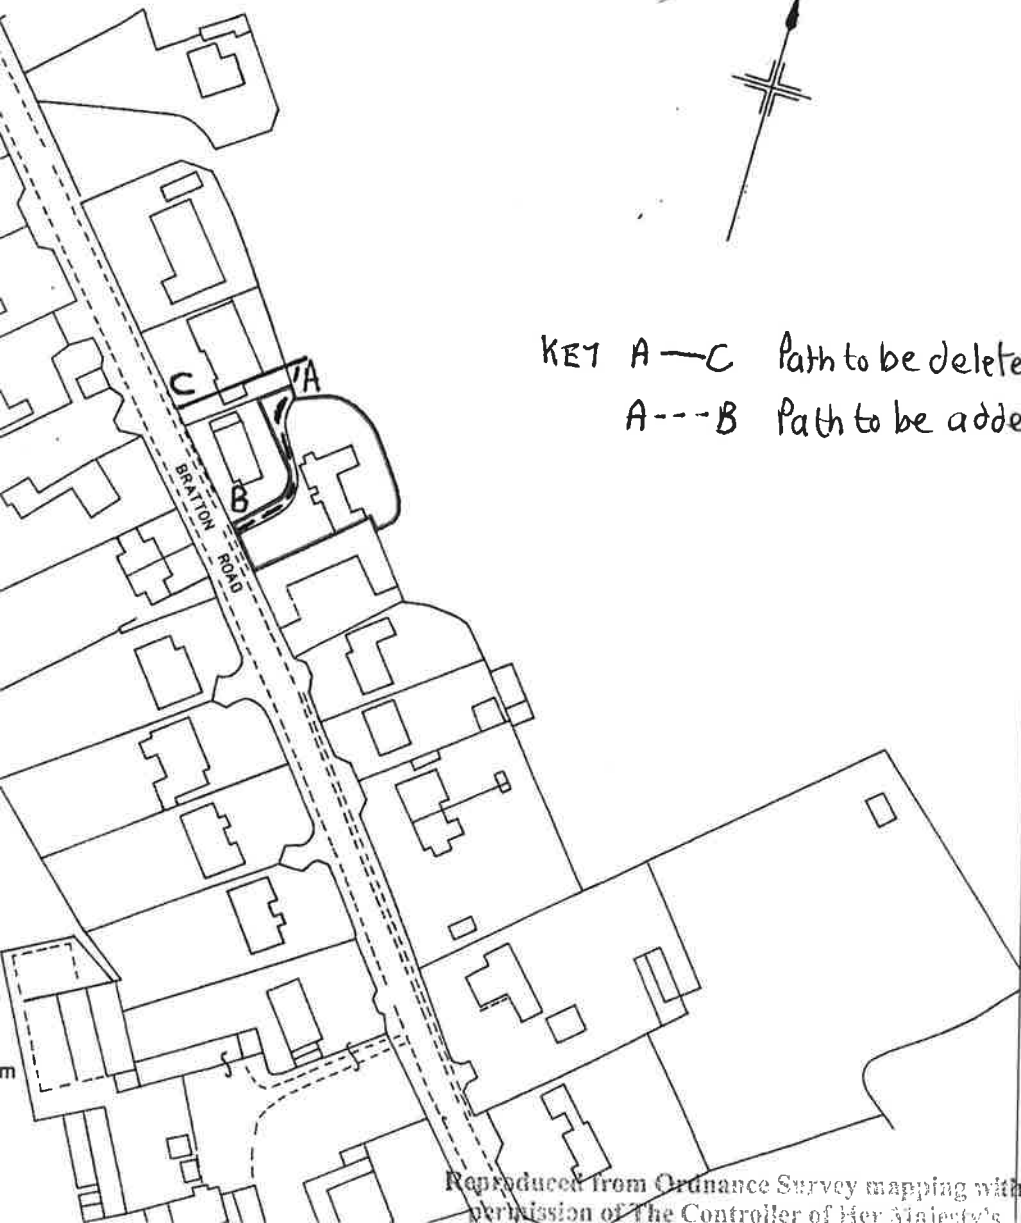 KEY A — C Path to be delete
A --- B Path to be adde
C
A
B
BRATTON
ROAD
m
Reproduced from Ordnance Survey mapping with
permission of The Controller of Her Majesty's